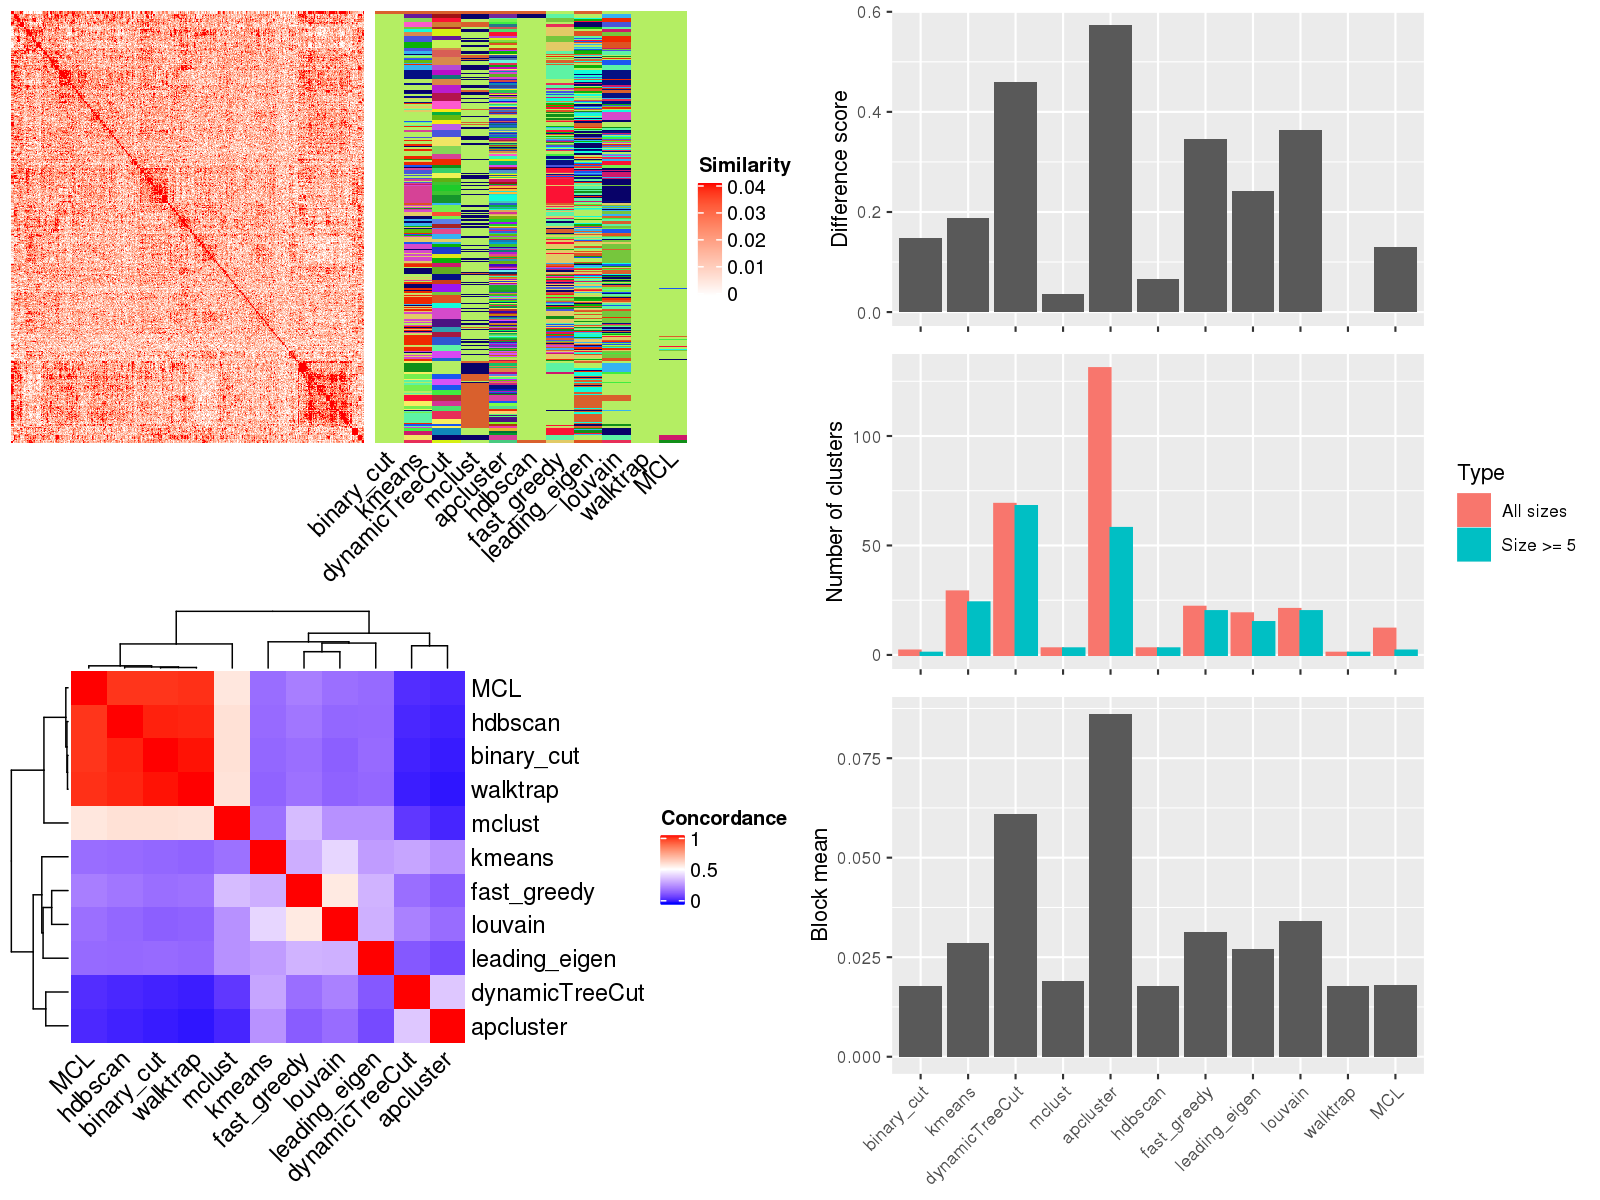 Similarity
0.04
0.03
0.02
0.01
0
binary_cut
kmeans
dynamicTreeCut
mclust
apcluster
hdbscan
fast_greedy
leading_eigen
louvain
walktrap
MCL
MCL
hdbscan
binary_cut
walktrap
mclust
kmeans
fast_greedy
louvain
leading_eigen
dynamicTreeCut
apcluster
Concordance
1
0.5
0
MCL
hdbscan
binary_cut
walktrap
mclust
kmeans
fast_greedy
louvain
leading_eigen
dynamicTreeCut
apcluster
Difference score
0.6
0.4
0.2
0.0
Number of clusters
100
50
0
Type
All sizes
Size >= 5
Block mean
0.075
0.050
0.025
0.000
binary_cut
kmeans
dynamicTreeCut
mclust
apcluster
hdbscan
fast_greedy
leading_eigen
louvain
walktrap
MCL